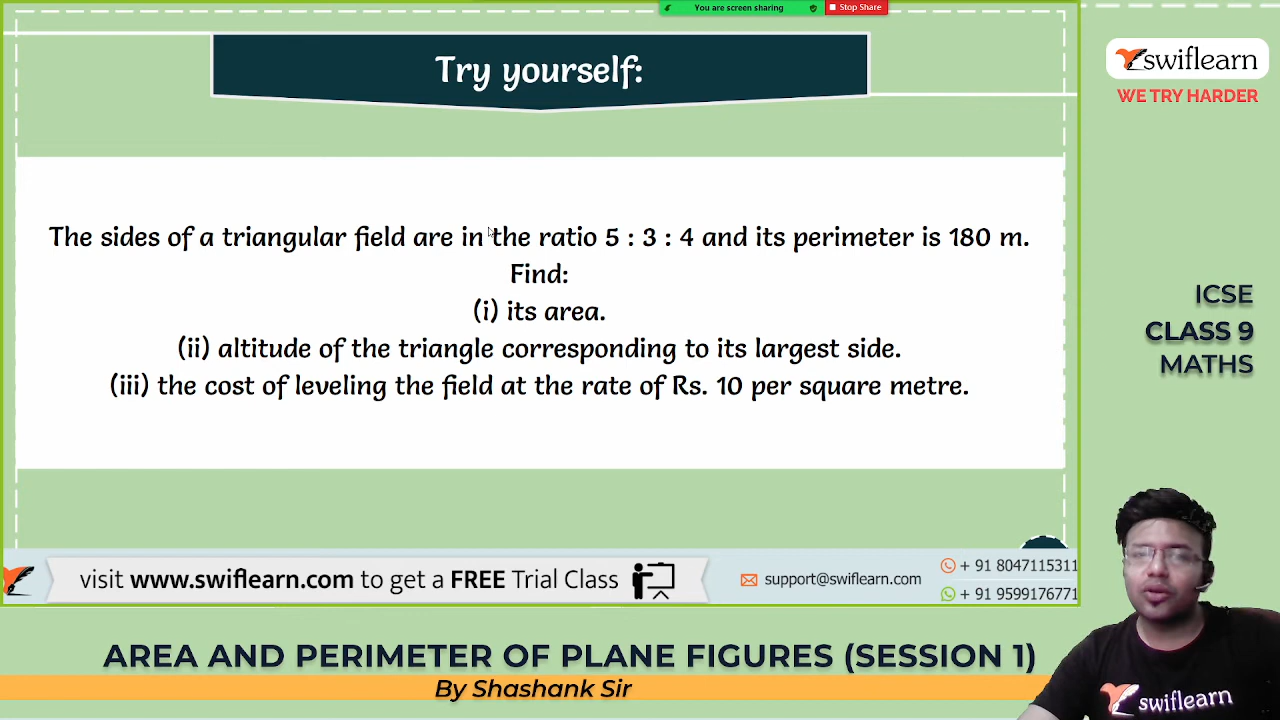 You are screen sharing
Stop Share
Try yourself:
swiflearn
WE TRY HARDER
The sides of a triangular field are in the ratio 5 : 3 : 4 and its perimeter is 180 m.
Find:
(i) its area.
(ii) altitude of the triangle corresponding to its largest side.
(iii) the cost of leveling the field at the rate of Rs. 10 per square metre.
ICSE
CLASS 9
MATHS
visit www.swiflearn.com to get a FREE Trial Class
support@swiflearn.com
+ 91 8047115311
+ 91 9599176771
AREA AND PERIMETER OF PLANE FIGURES (SESSION 1)
By Shashank Sir
swiflearn